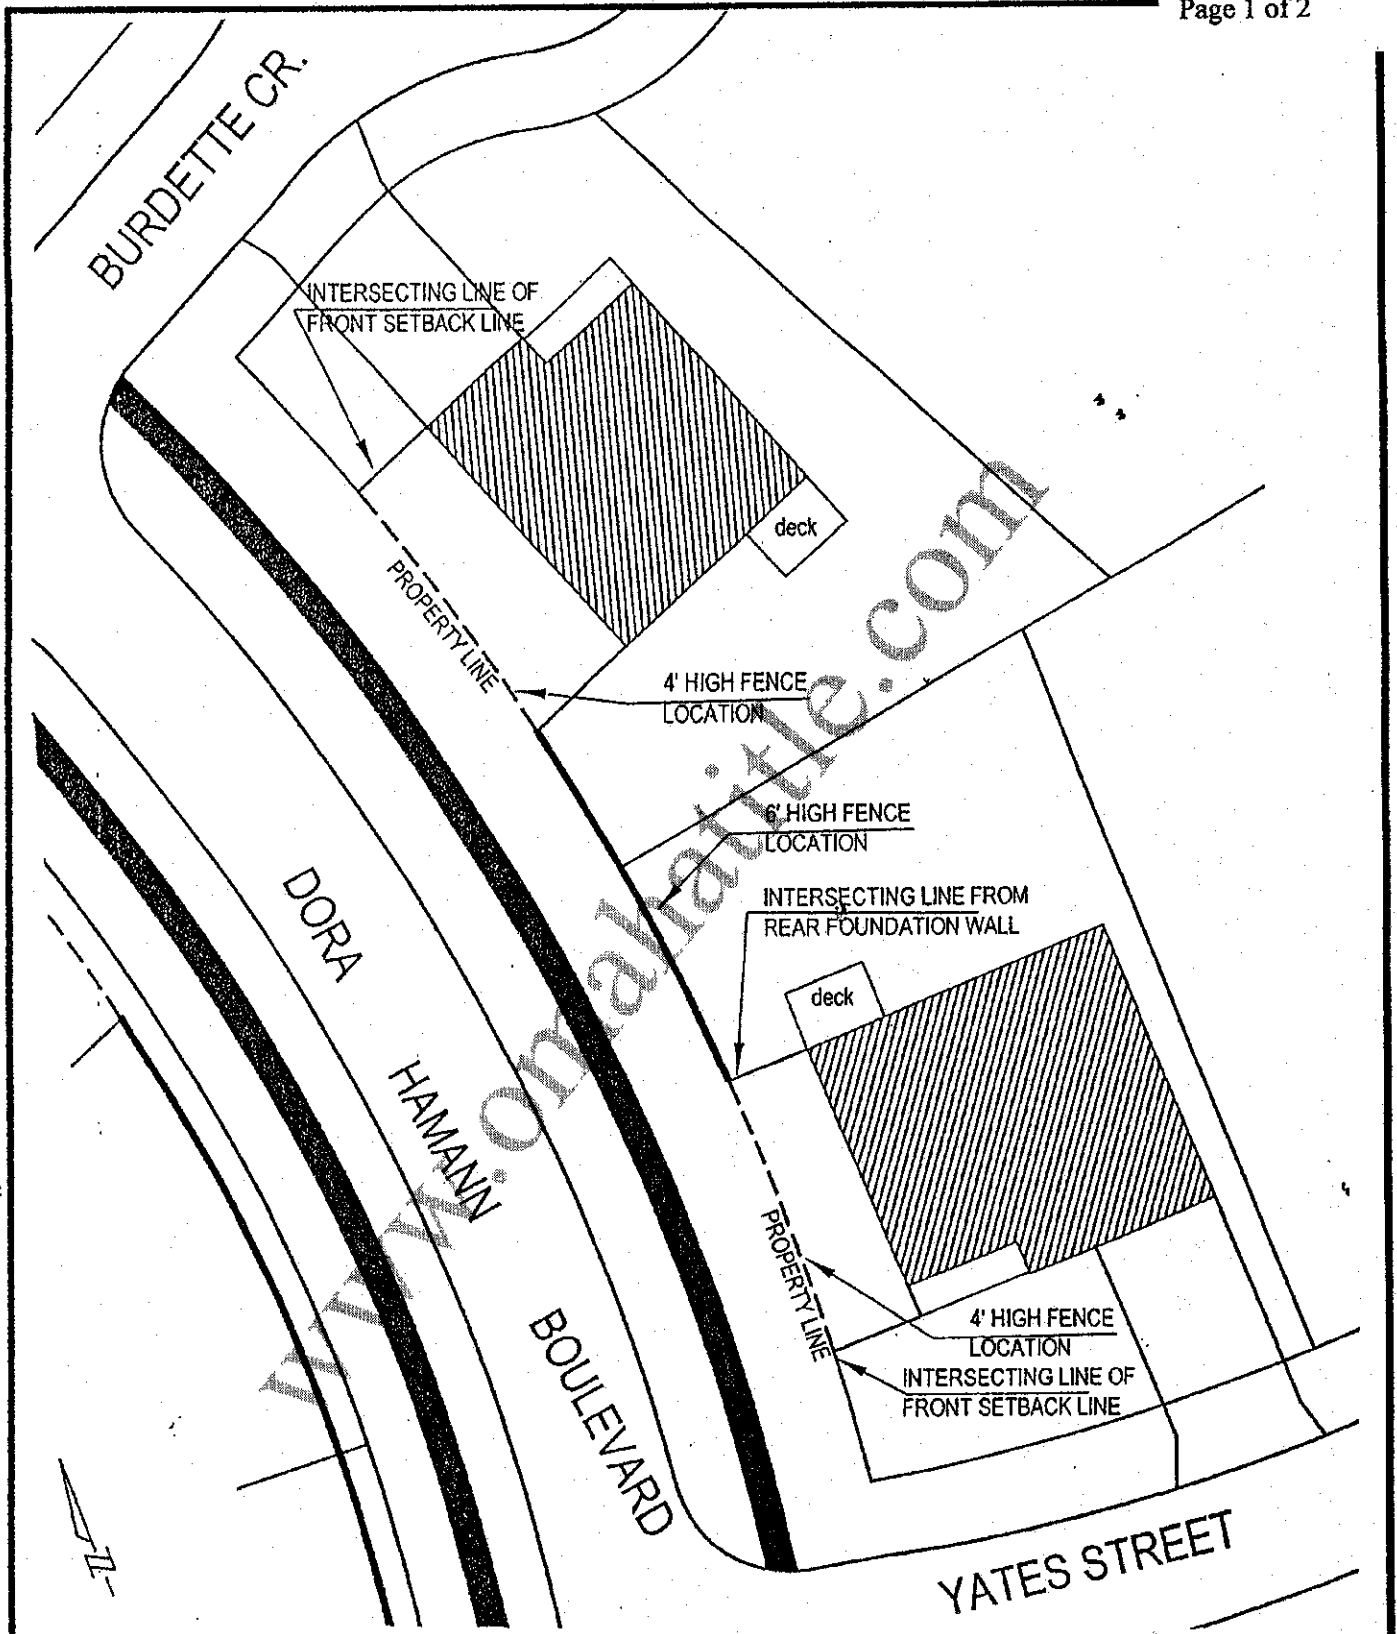 Page 1 of 2
BURDETTE CR.
INTERSECTING LINE OF
FRONT SETBACK LINE
deck
PROPERTY LINE
4' HIGH FENCE
LOCATION
6' HIGH FENCE
LOCATION
INTERSECTING LINE FROM
REAR FOUNDATION WALL
deck
DORA
HAMANN
BOULEVARD
PROPERTY LINE
4' HIGH FENCE
LOCATION
INTERSECTING LINE OF
FRONT SETBACK LINE
YATES STREET
www.omahatitle.com
N